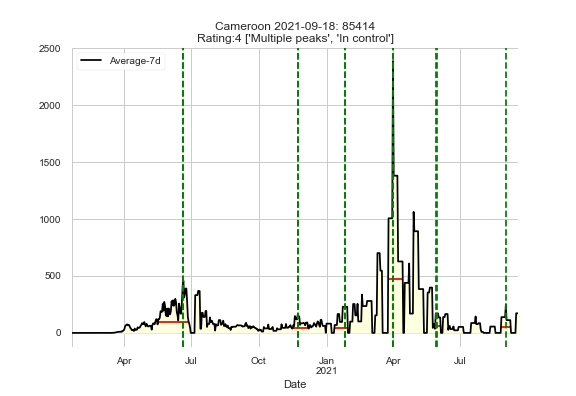 Cameroon 2021-09-18: 85414
Rating:4 ['Multiple peaks', 'In control']
Average-7d
2500
2000
1500
1000
500
0
Apr Jul Oct Jan Apr Jul
2021
Date